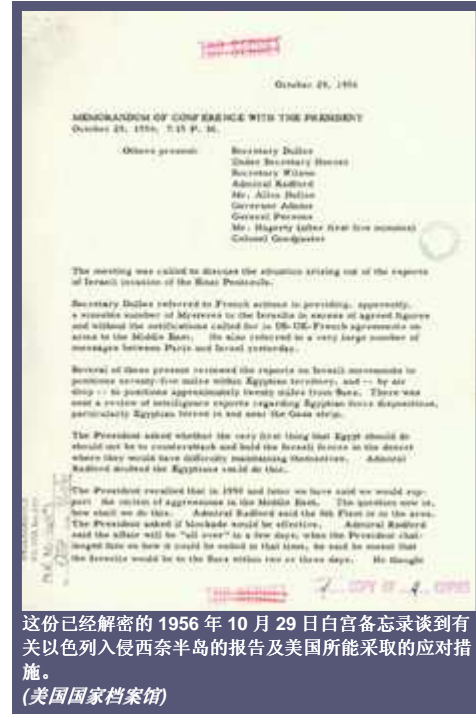 October 29, 1956
MEMORANDUM OF CONFERENCE WITH THE PRESIDENT
October 29, 1956, 7:15 P. M.
Others present: Secretary Dulles
Under Secretary Hoover
Secretary Wilson
Admiral Radford
Mr. Allen Dulles
Governor Adams
General Persons
Mr. Hagerty (after first five minutes)
Colonel Goodpaster
The meeting was called to discuss the situation arising out of the reports
of Israeli invasion of the Sinai Peninsula.
Secretary Dulles referred to French actions in providing, apparently,
a sizeable number of Mysteres to the Israelis in excess of agreed figures
and without the notifications called for in US-UK-French agreements on
arms to the Middle East. He also referred to a very large number of
messages between Paris and Israel yesterday.
Several of those present reviewed the reports on Israeli movements to
positions seventy-five miles within Egyptian territory, and -- by air
drop -- to positions approximately twenty miles from Suez. There was
next a review of intelligence reports regarding Egyptian force dispositions,
particularly Egyptian forces in and near the Gaza strip.
The President asked whether the very first thing that Egypt should do
should not be to counterattack and hold the Israeli forces in the desert
where they would have difficulty maintaining themselves. Admiral
Radford doubted the Egyptians could do this.
The President recalled that in 1950 and later we have said we would sup-
port the victim of aggression in the Middle East. The question now is,
how shall we do this. Admiral Radford said the 6th Fleet is in the area.
The President asked if blockade would be effective. Admiral Radford
said the affair will be "all over" in a few days; when the President chal-
lenged him on how it could be ended in that time, he said he meant that
the Israelis would be to the Suez within two or three days. He thought
COPY OF COPIES
这份已经解密的 1956 年 10 月 29 日白宫备忘录谈到有
关以色列入侵西奈半岛的报告及美国所能采取的应对措
施。
(美国国家档案馆)